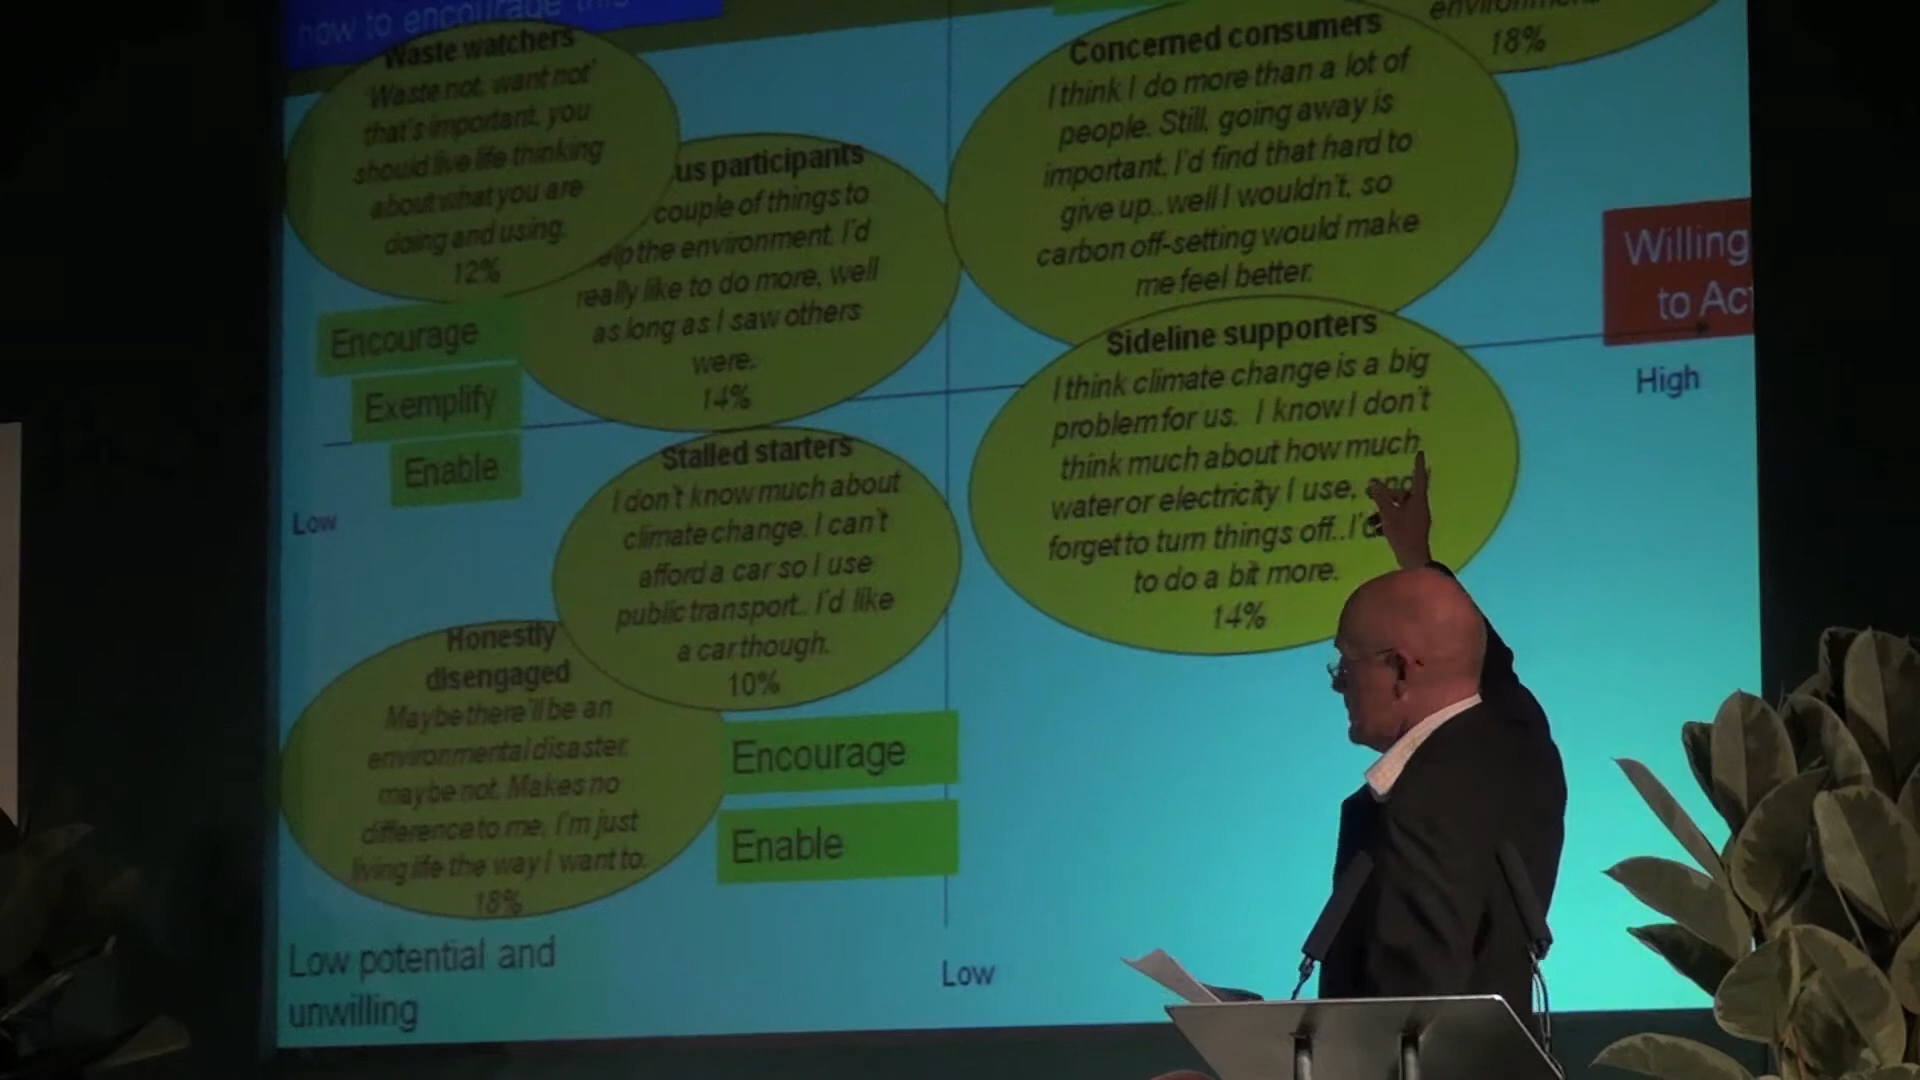 how to encourage this
Waste watchers
'Waste not, want not'
that's important, you
should live life thinking
about what you are
doing and using.
12%
us participants
couple of things to
elp the environment. I'd
really like to do more, well
as long as I saw others
were.
14%
Concerned consumers
I think I do more than a lot of
people. Still, going away is
important, I'd find that hard to
give up..well I wouldn't, so
carbon off-setting would make
me feel better.
environment
18%
Willing
to Act
High
Encourage
Exemplify
Enable
Low
Sideline supporters
I think climate change is a big
problem for us. I know I don't
think much about how much
water or electricity I use, and I
forget to turn things off..I'd
to do a bit more.
14%
Stalled starters
I don't know much about
climate change. I can't
afford a car so I use
public transport.. I'd like
a car though.
10%
Honestly
disengaged
Maybe there'll be an
environmental disaster,
maybe not. Makes no
difference to me, I'm just
living life the way I want to.
18%
Encourage
Enable
Low potential and
unwilling
Low